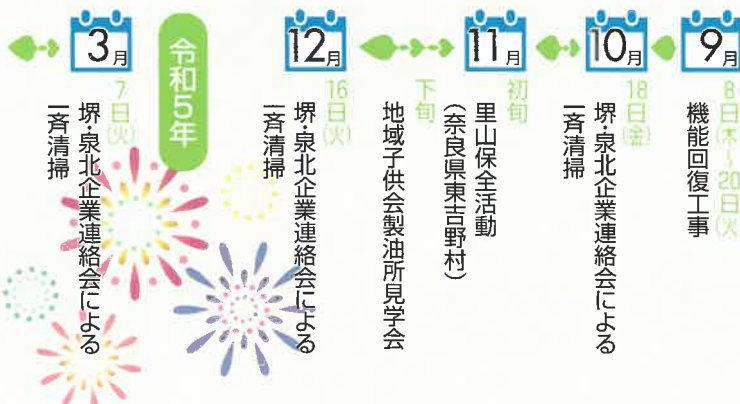 9月
8日(木)~20日(火)
機能回復工事
10月
18日(金)
堺・泉北企業連絡会による
一斉清掃
11月
初旬
里山保全活動
(奈良県東吉野村)
下旬
地域子供会製油所見学会
12月
16日(火)
堺・泉北企業連絡会による
一斉清掃
令和5年
3月
7日(火)
堺・泉北企業連絡会による
一斉清掃